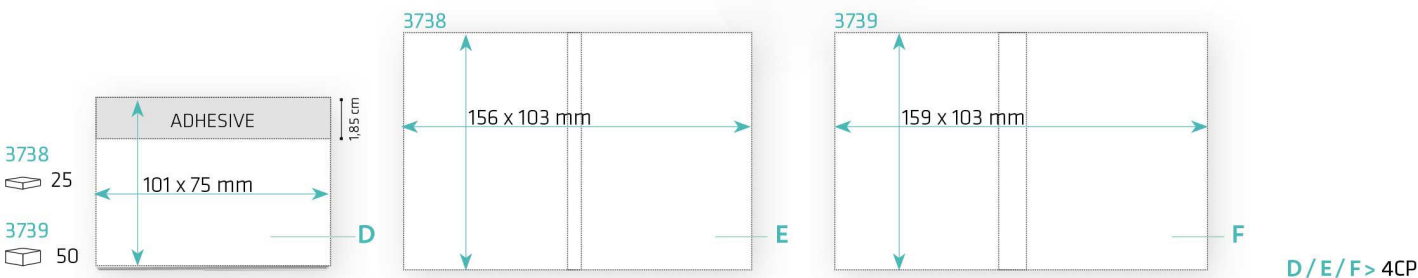 3738
3739
ADHESIVE
1,85 cm
156 x 103 mm
159 x 103 mm
3738
25
101 x 75 mm
3739
50
D
E
F
D / E / F > 4CP